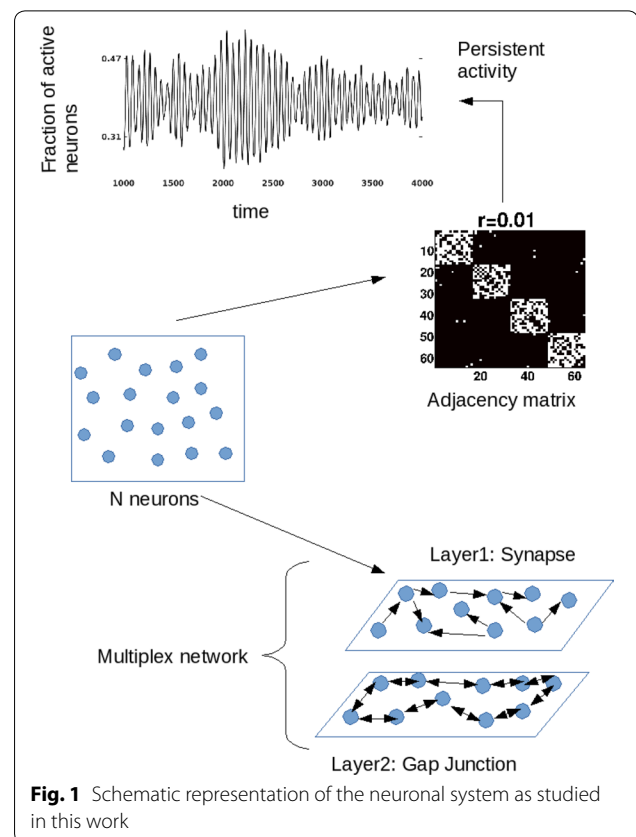 Fraction of active
neurons
0.47
0.31
1000 1500 2000 2500 3000 3500 4000
time
Persistent
activity
r=0.01
10
20
30
40
50
60
20 40 60
Adjacency matrix
N neurons
Layer1: Synapse
Multiplex network
Layer2: Gap Junction
Fig. 1 Schematic representation of the neuronal system as studied
in this work